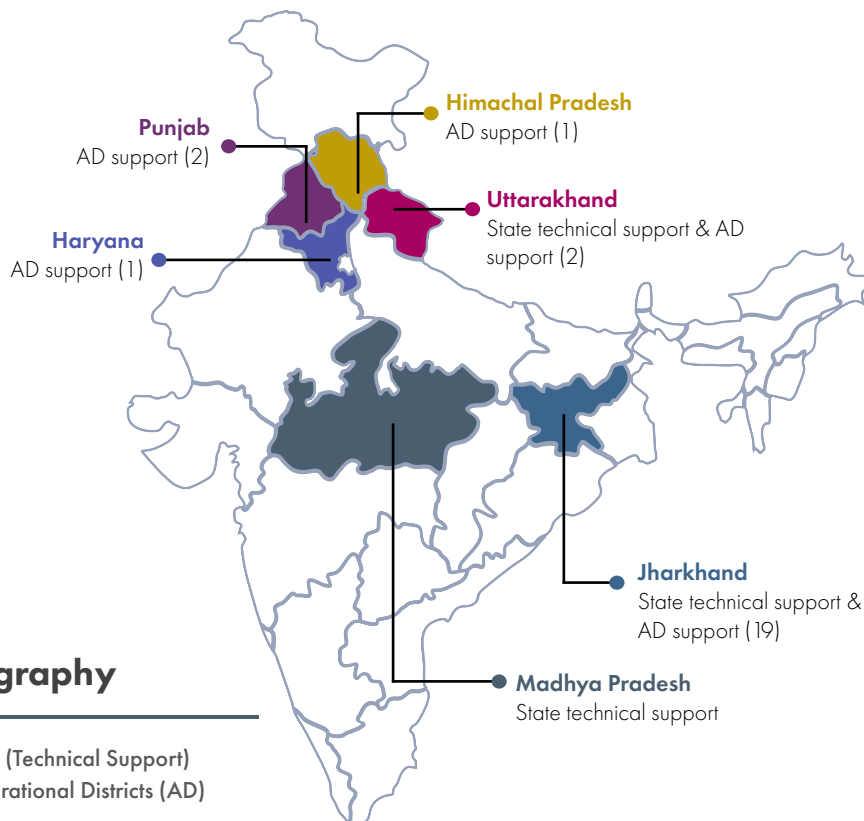 Himachal Pradesh
AD support (1)
Punjab
AD support (2)
Uttarakhand
State technical support & AD
support (2)
Haryana
AD support (1)
Jharkhand
State technical support &
AD support (19)
Madhya Pradesh
State technical support
graphy
(Technical Support)
rational Districts (AD)